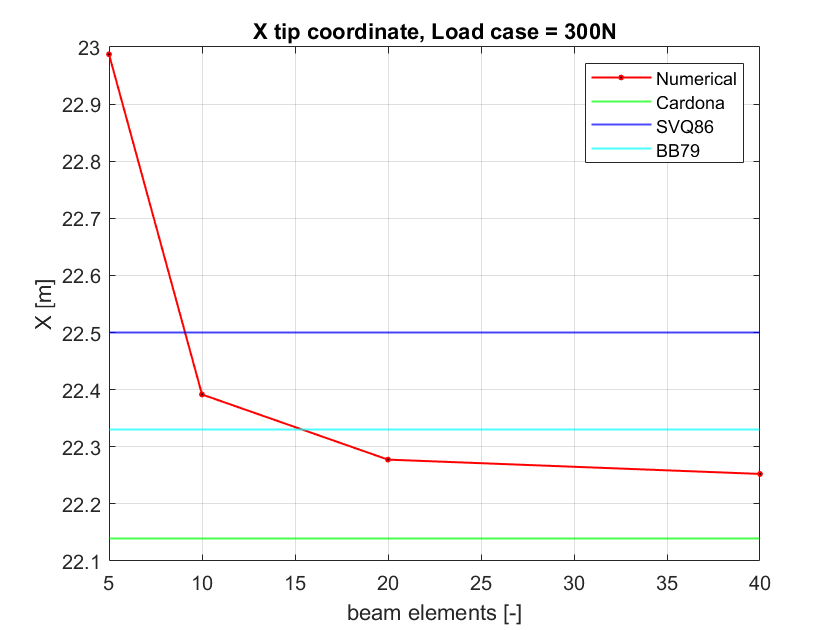 X tip coordinate, Load case = 300N
23
22.9
22.8
22.7
22.6
22.5
22.4
22.3
22.2
22.1
X [m]
Numerical
Cardona
SVQ86
BB79
5 10 15 20 25 30 35 40
beam elements [-]